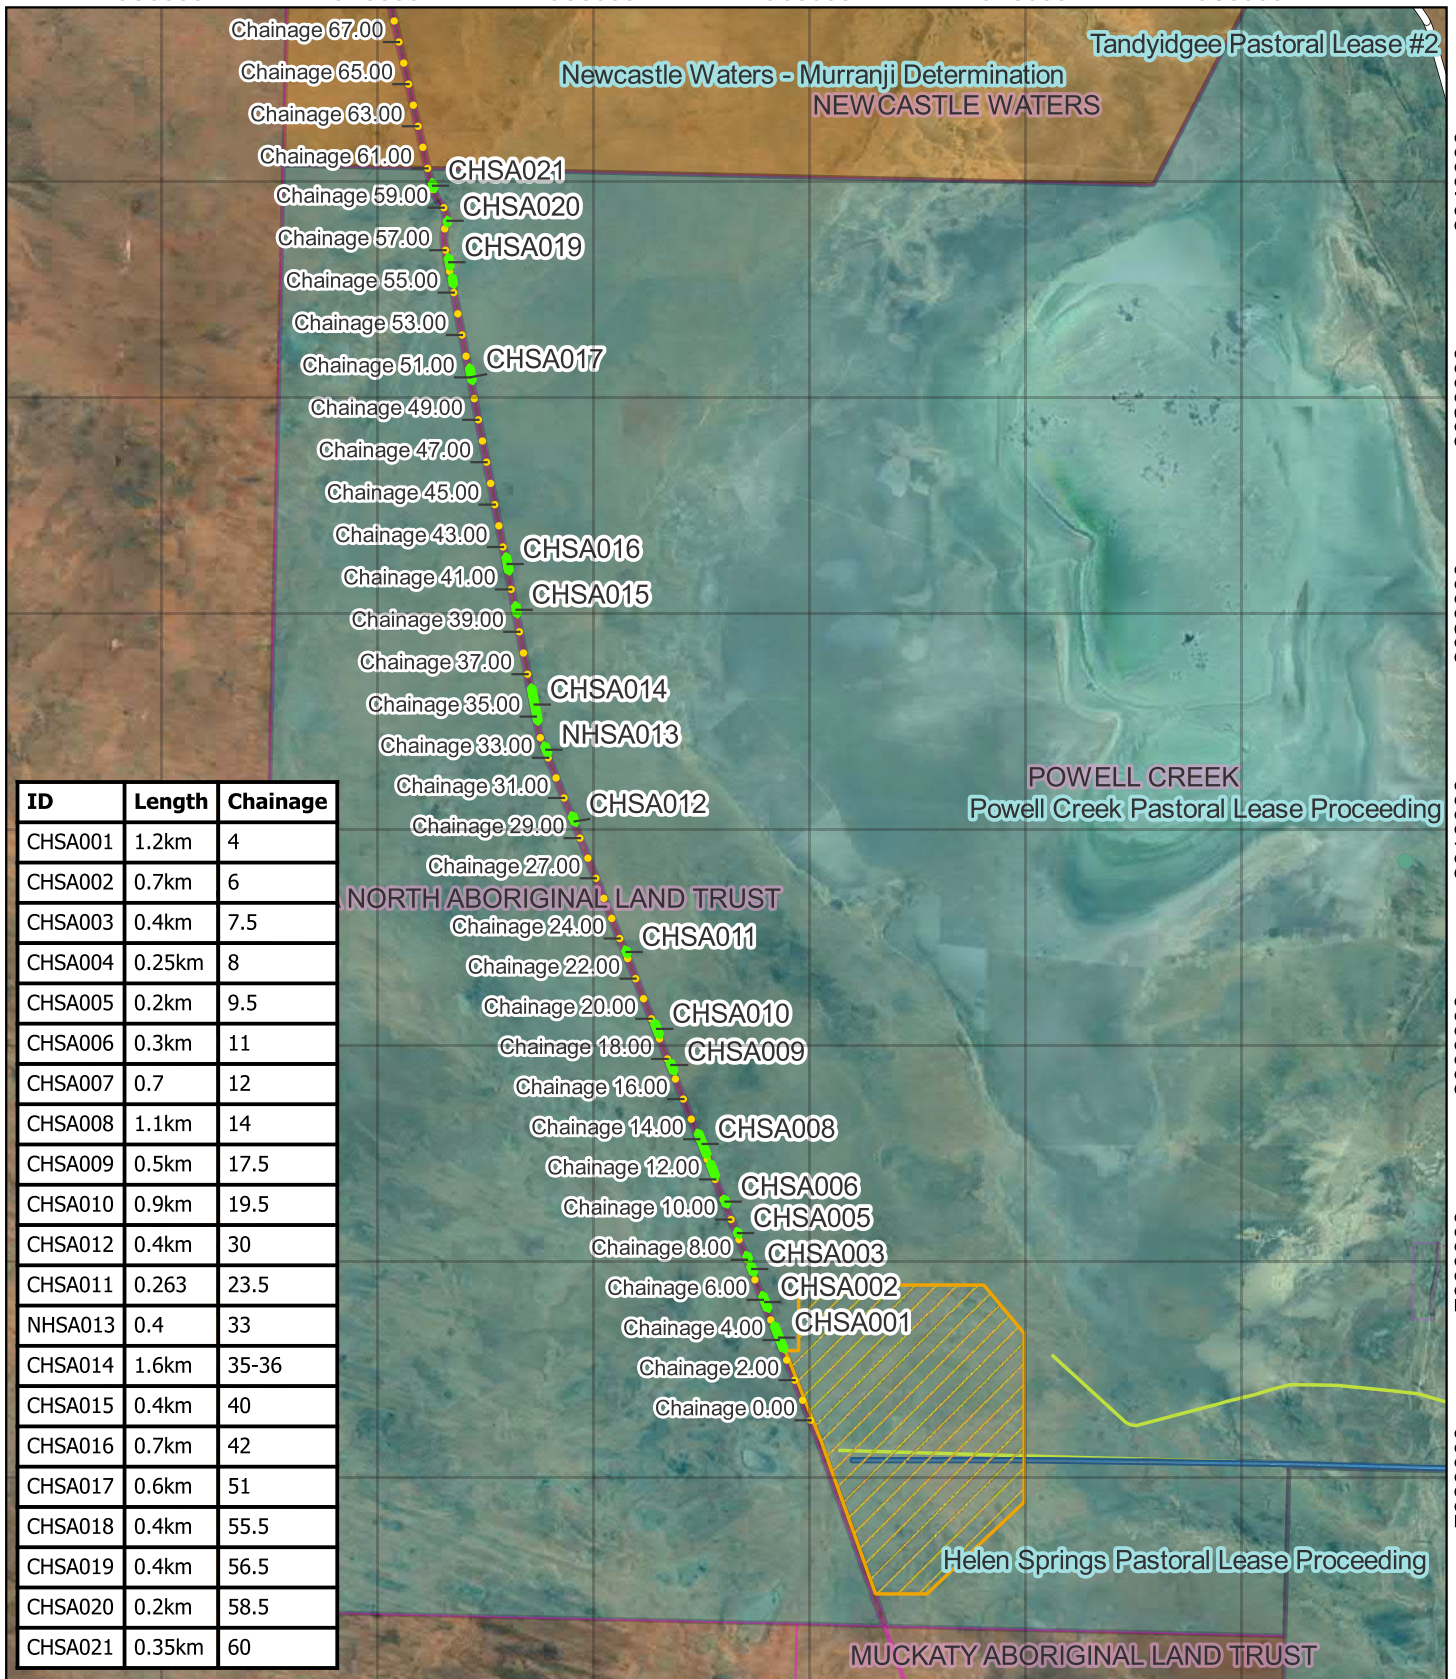 Chainage 67.00
Tandyidgee Pastoral Lease #2
Chainage 65.00
Newcastle Waters - Murranji Determination
NEWCASTLE WATERS
Chainage 63.00
Chainage 61.00
CHSA021
Chainage 59.00
CHSA020
Chainage 57.00
CHSA019
Chainage 55.00
Chainage 53.00
Chainage 51.00
CHSA017
Chainage 49.00
Chainage 47.00
Chainage 45.00
Chainage 43.00
CHSA016
Chainage 41.00
CHSA015
Chainage 39.00
Chainage 37.00
CHSA014
Chainage 35.00
NHSA013
Chainage 33.00
POWELL CREEK
Powell Creek Pastoral Lease Proceeding
Chainage 31.00
CHSA012
Chainage 29.00
Chainage 27.00
NORTH ABORIGINAL LAND TRUST
Chainage 24.00
CHSA011
Chainage 22.00
Chainage 20.00
CHSA010
Chainage 18.00
CHSA009
Chainage 16.00
Chainage 14.00
CHSA008
Chainage 12.00
CHSA006
Chainage 10.00
CHSA005
Chainage 8.00
CHSA003
Chainage 6.00
CHSA002
Chainage 4.00
CHSA001
Chainage 2.00
Chainage 0.00
Helen Springs Pastoral Lease Proceeding
MUCKATY ABORIGINAL LAND TRUST
ID Length Chainage
CHSA001 1.2km 4
CHSA002 0.7km 6
CHSA003 0.4km 7.5
CHSA004 0.25km 8
CHSA005 0.2km 9.5
CHSA006 0.3km 11
CHSA007 0.7 12
CHSA008 1.1km 14
CHSA009 0.5km 17.5
CHSA010 0.9km 19.5
CHSA012 0.4km 30
CHSA011 0.263 23.5
NHSA013 0.4 33
CHSA014 1.6km 35-36
CHSA015 0.4km 40
CHSA016 0.7km 42
CHSA017 0.6km 51
CHSA018 0.4km 55.5
CHSA019 0.4km 56.5
CHSA020 0.2km 58.5
CHSA021 0.35km 60